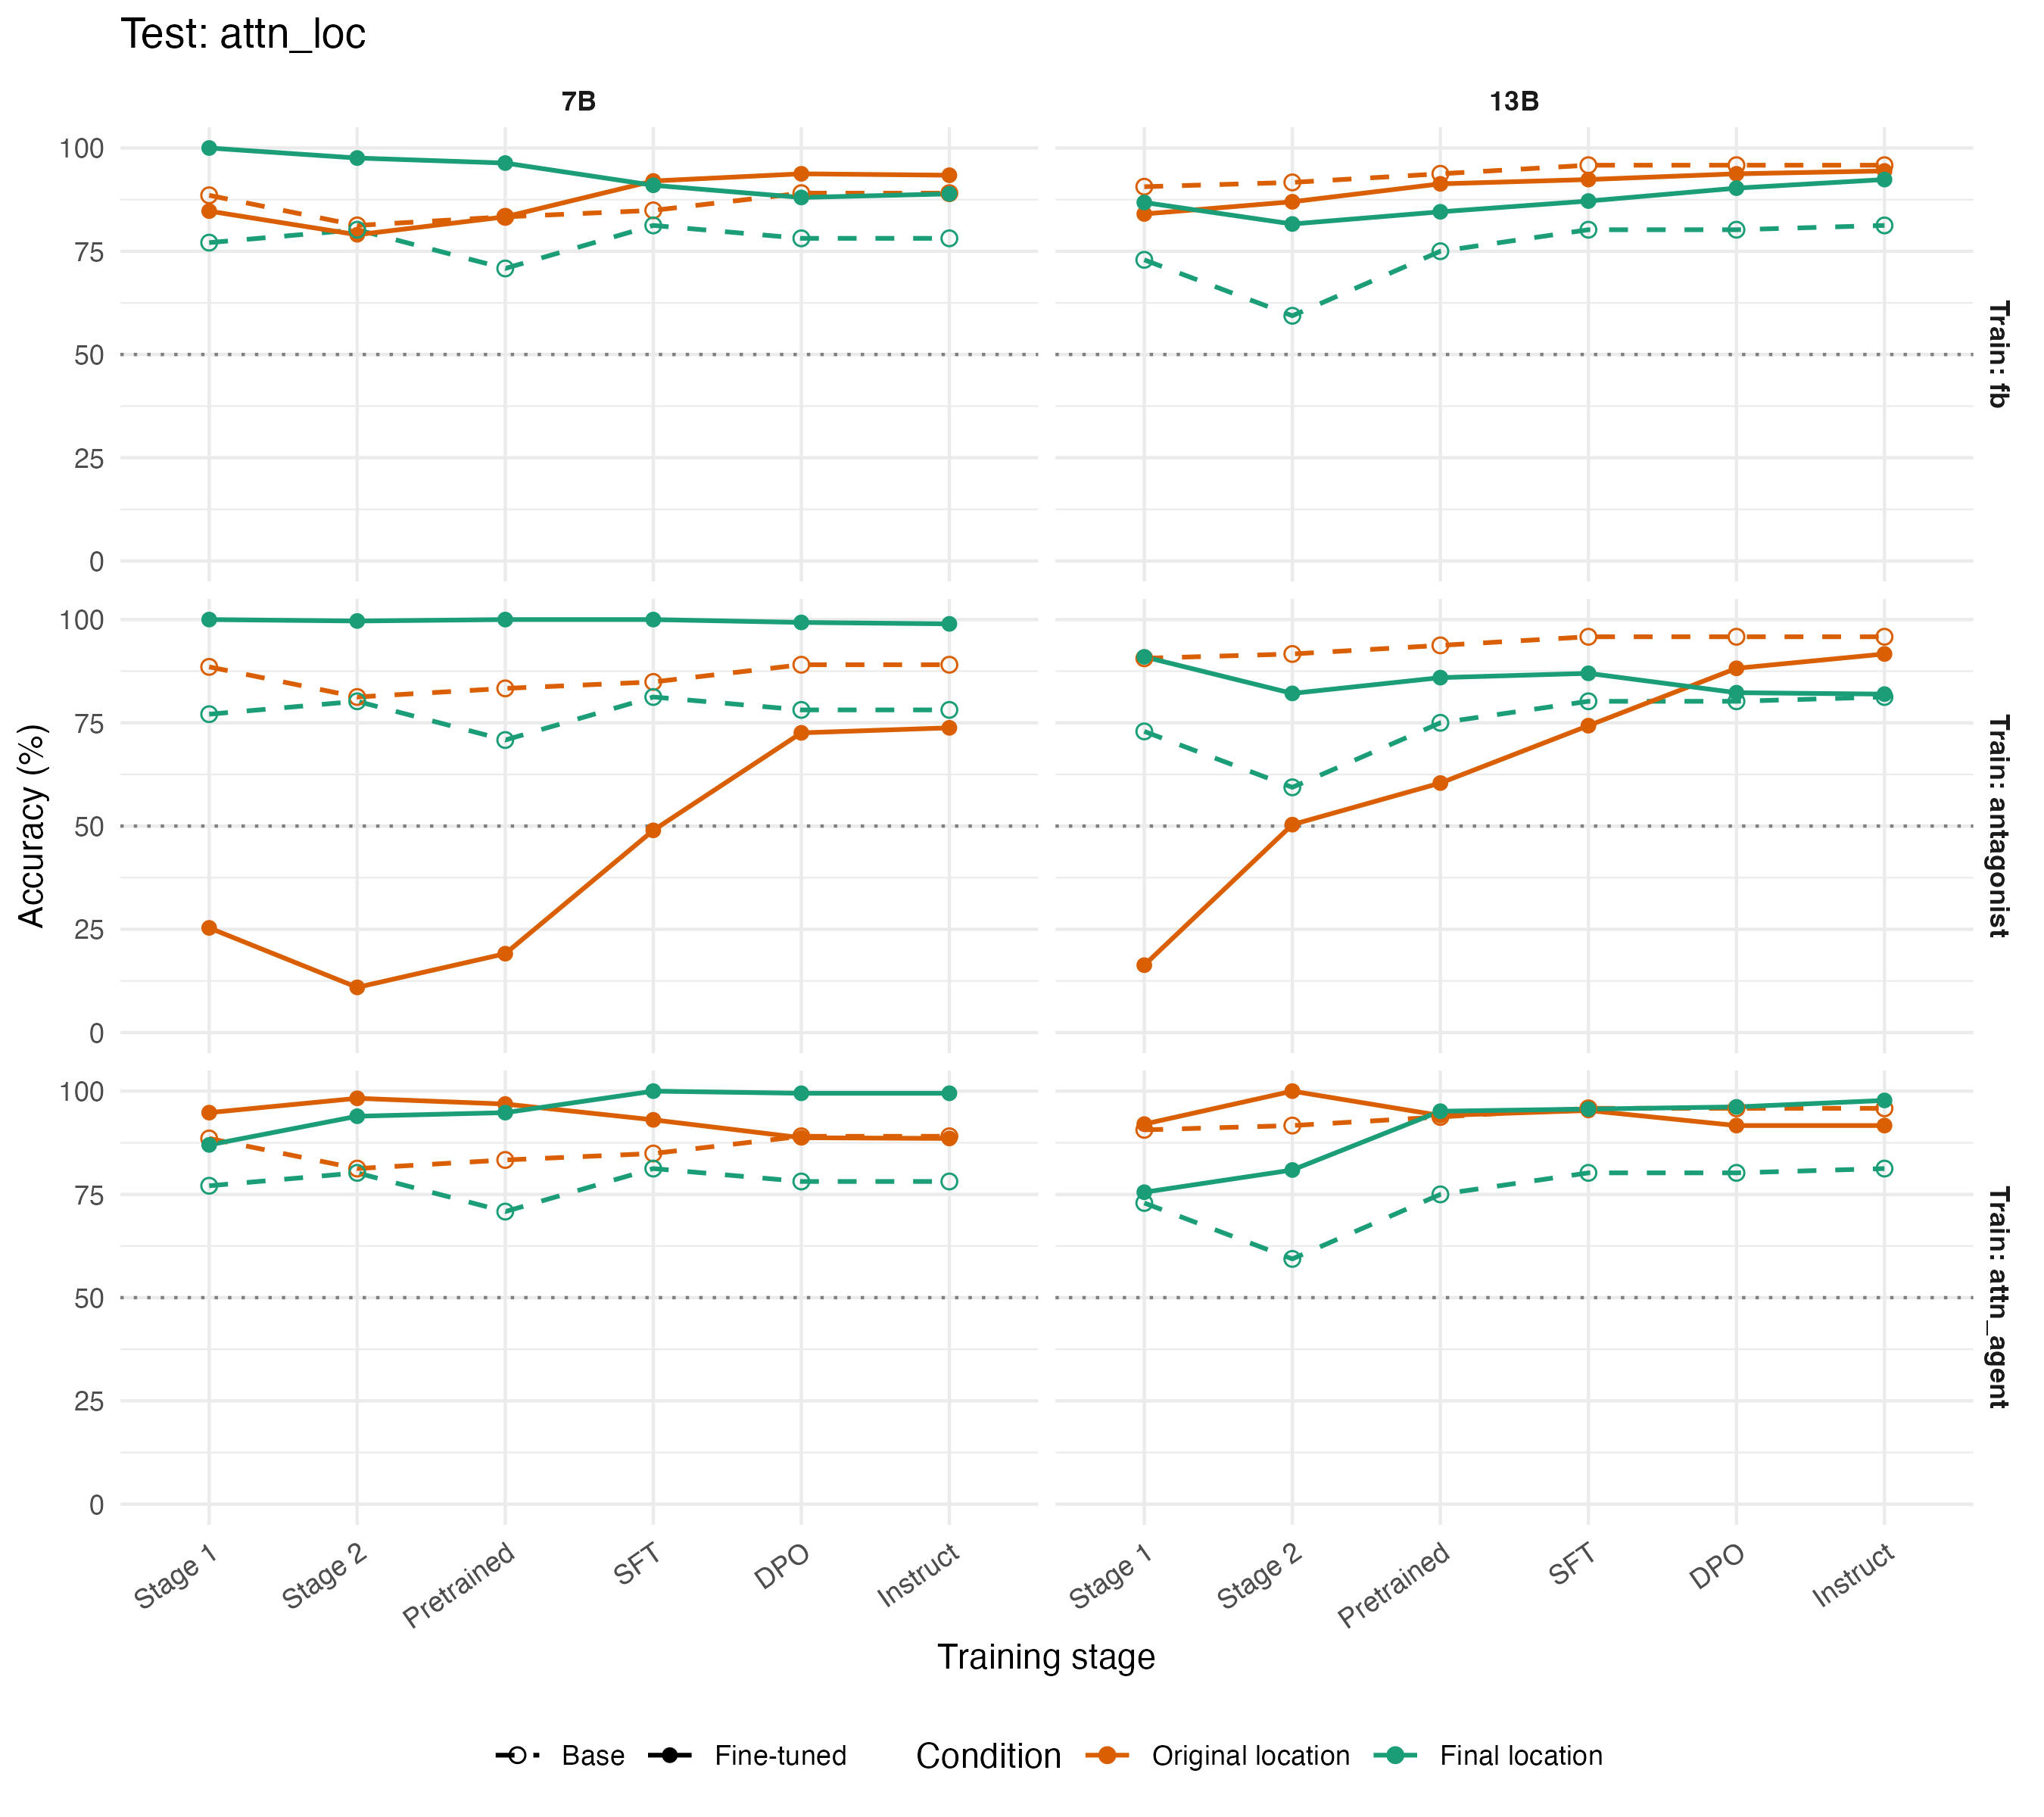 Test: attn_loc
7B
13B
100
75
50
25
0
Train: fb
100
75
50
25
0
Train: antagonist
100
75
50
25
0
Train: attn_agent
Accuracy (%)
Stage 1
Stage 2
Pretrained
SFT
DPO
Instruct
Stage 1
Stage 2
Pretrained
SFT
DPO
Instruct
Training stage
Base
Fine-tuned
Condition
Original location
Final location